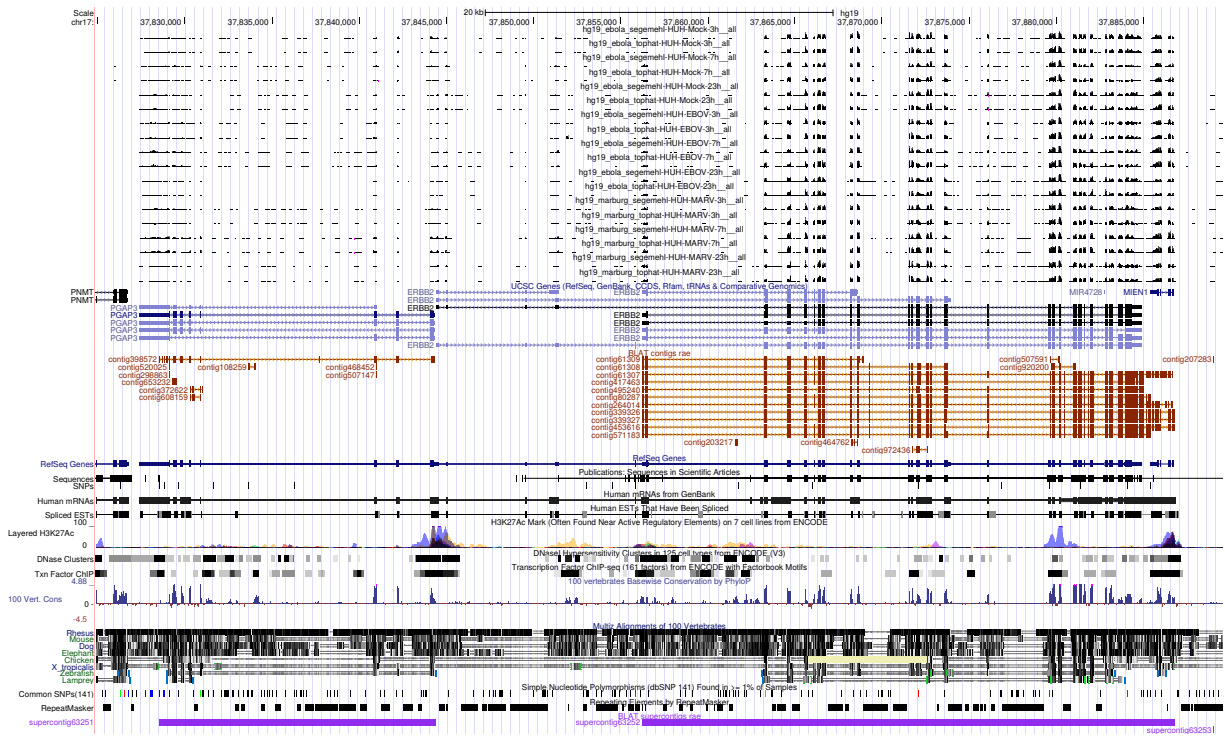 Scale 20 kb hg19
chr17: 37,830,000 37,835,000 37,840,000 37,845,000 37,850,000 37,855,000 37,860,000 37,865,000 37,870,000 37,875,000 37,880,000 37,885,000
hg19_ebola_segemehl-HUH-Mock-3h__all
hg19_ebola_tophat-HUH-Mock-3h__all
hg19_ebola_segemehl-HUH-Mock-7h__all
hg19_ebola_tophat-HUH-Mock-7h__all
hg19_ebola_segemehl-HUH-Mock-23h__all
hg19_ebola_tophat-HUH-Mock-23h__all
hg19_ebola_segemehl-HUH-EBOV-3h__all
hg19_ebola_tophat-HUH-EBOV-3h__all
hg19_ebola_segemehl-HUH-EBOV-7h__all
hg19_ebola_tophat-HUH-EBOV-7h__all
hg19_ebola_segemehl-HUH-EBOV-23h__all
hg19_ebola_tophat-HUH-EBOV-23h__all
hg19_marburg_segemehl-HUH-MARV-3h__all
hg19_marburg_tophat-HUH-MARV-3h__all
hg19_marburg_segemehl-HUH-MARV-7h__all
hg19_marburg_tophat-HUH-MARV-7h__all
hg19_marburg_segemehl-HUH-MARV-23h__all
hg19_marburg_tophat-HUH-MARV-23h__all
UCSC Genes (RefSeq, GenBank, CCDS, Rfam, tRNAs & Comparative Genomics)
PNMT ERBB2 ERBB2 MIR4728 MIEN1
PNMT ERBB2
PGAP3 ERBB2
PGAP3 ERBB2
PGAP3 ERBB2
PGAP3 ERBB2
PGAP3 ERBB2
ERBB2
BLAT contigs rae
contig398572 contig61309 contig507591 contig207283
contig520025 contig108259 contig468452 contig61308 contig920200
contig298863 contig507147 contig61307
contig653232 contig417463
contig372622 contig495240
contig608159 contig80287
contig264014
contig339326
contig339327
contig453616
contig571183
contig203217 contig464762
contig972436
RefSeq Genes
RefSeq Genes
Publications: Sequences in Scientific Articles
Sequences
SNPs
Human mRNAs from GenBank
Human mRNAs
Human ESTs That Have Been Spliced
Spliced ESTs
100
H3K27Ac Mark (Often Found Near Active Regulatory Elements) on 7 cell lines from ENCODE
Layered H3K27Ac
0
DNaseI Hypersensitivity Clusters in 125 cell types from ENCODE (V3)
DNase Clusters
Transcription Factor ChIP-seq (161 factors) from ENCODE with Factorbook Motifs
Txn Factor ChIP
4.88
100 vertebrates Basewise Conservation by PhyloP
100 Vert. Cons
0
-4.5
Multiz Alignments of 100 Vertebrates
Rhesus
Mouse
Dog
Elephant
Chicken
X_tropicalis
Zebrafish
Lamprey
Simple Nucleotide Polymorphisms (dbSNP 141) Found in >= 1% of Samples
Common SNPs(141)
Repeating Elements by RepeatMasker
RepeatMasker
BLAT supercontigs rae
supercontig63251 supercontig63252
supercontig63253